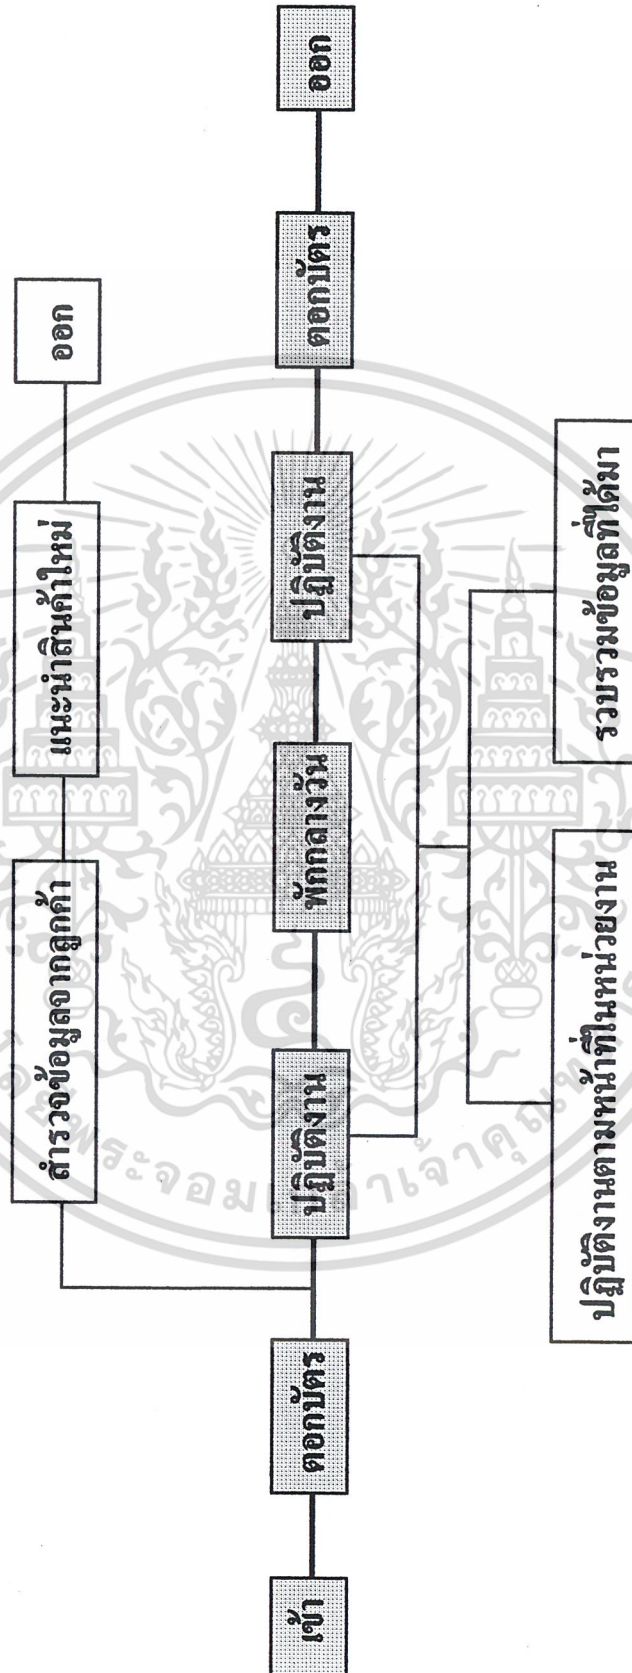 สำรวจข้อมูลจากลูกค้า
แนะนำสินค้าใหม่
ออก
เข้า
ตอกบัตร
ปฏิบัติงาน
พักกลางวัน
ปฏิบัติงาน
ตอกบัตร
ออก
ปฏิบัติงานตามหน้าที่ในหน่วยงาน
รวบรวมข้อมูลที่ได้มา